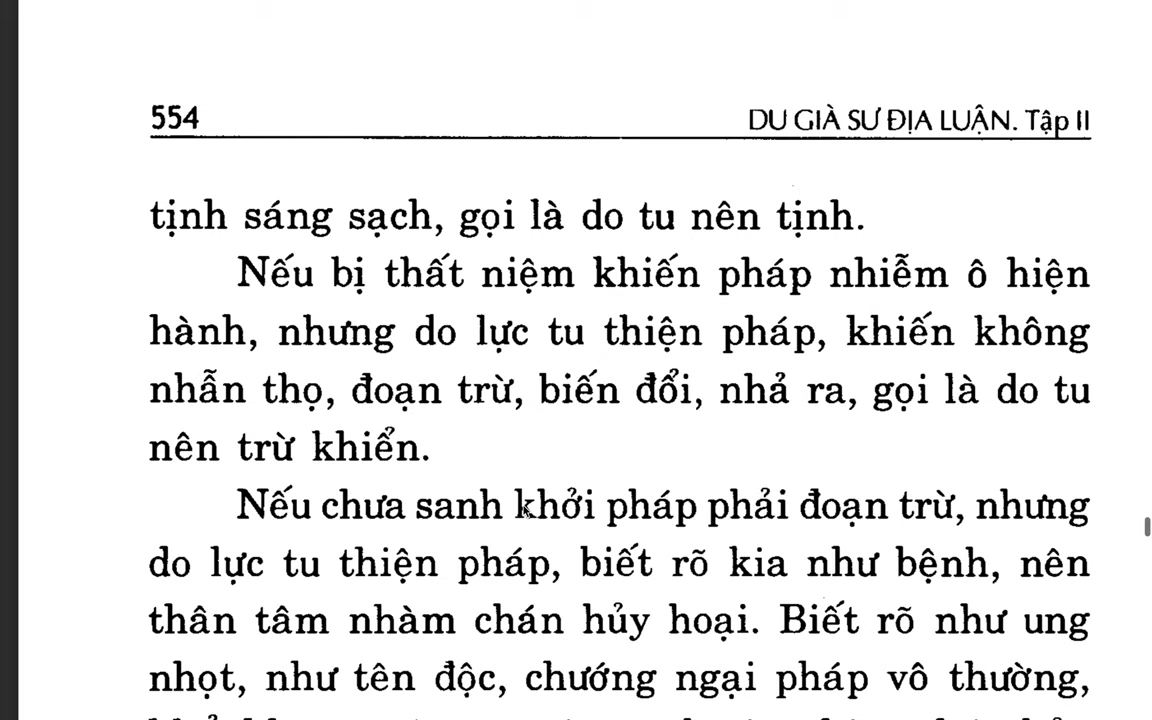 554
DU GIÀ SƯ ĐỊA LUẬN. Tập II
tịnh sáng sạch, gọi là do tu nên tịnh.
Nếu bị thất niệm khiến pháp nhiễm ô hiện
hành, nhưng do lực tu thiện pháp, khiến không
nhẫn thọ, đoạn trừ, biến đổi, nhả ra, gọi là do tu
nên trừ khiển.
Nếu chưa sanh khởi pháp phải đoạn trừ, nhưng
do lực tu thiện pháp, biết rõ kia như bệnh, nên
thân tâm nhàm chán hủy hoại. Biết rõ như ung
nhọt, như tên độc, chướng ngại pháp vô thường,